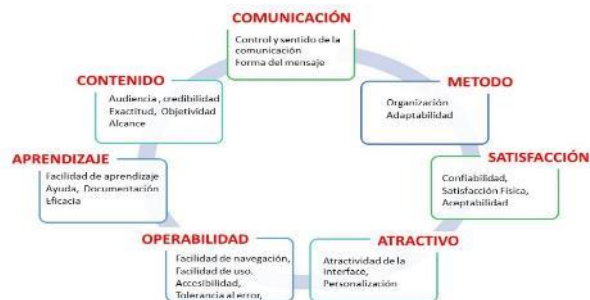 COMUNICACIÓN
Control y sentido de la
comunicación
Forma del mensaje
METODO
Organización
Adaptabilidad
SATISFACCIÓN
Confiabilidad,
Satisfacción Física,
Aceptabilidad
ATRACTIVO
Atractividad de la
Interface,
Personalización
OPERABILIDAD
Facilidad de navegación,
Facilidad de uso,
Accesibilidad,
Tolerancia al error,
APRENDIZAJE
Facilidad de aprendizaje
Ayuda, Documentación
Eficacia
CONTENIDO
Audiencia, credibilidad
Exactitud, Objetividad
Alcance